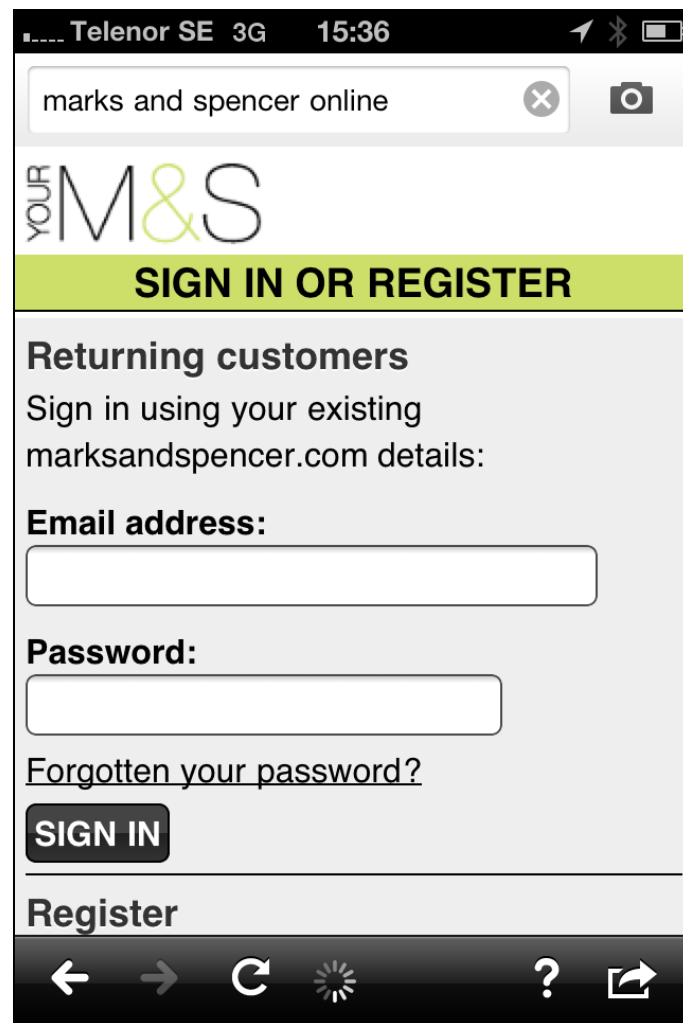 Telenor SE 3G 15:36
marks and spencer online
YOUR M&S
SIGN IN OR REGISTER
Returning customers
Sign in using your existing
marksandspencer.com details:
Email address:
Password:
Forgotten your password?
SIGN IN
Register
?